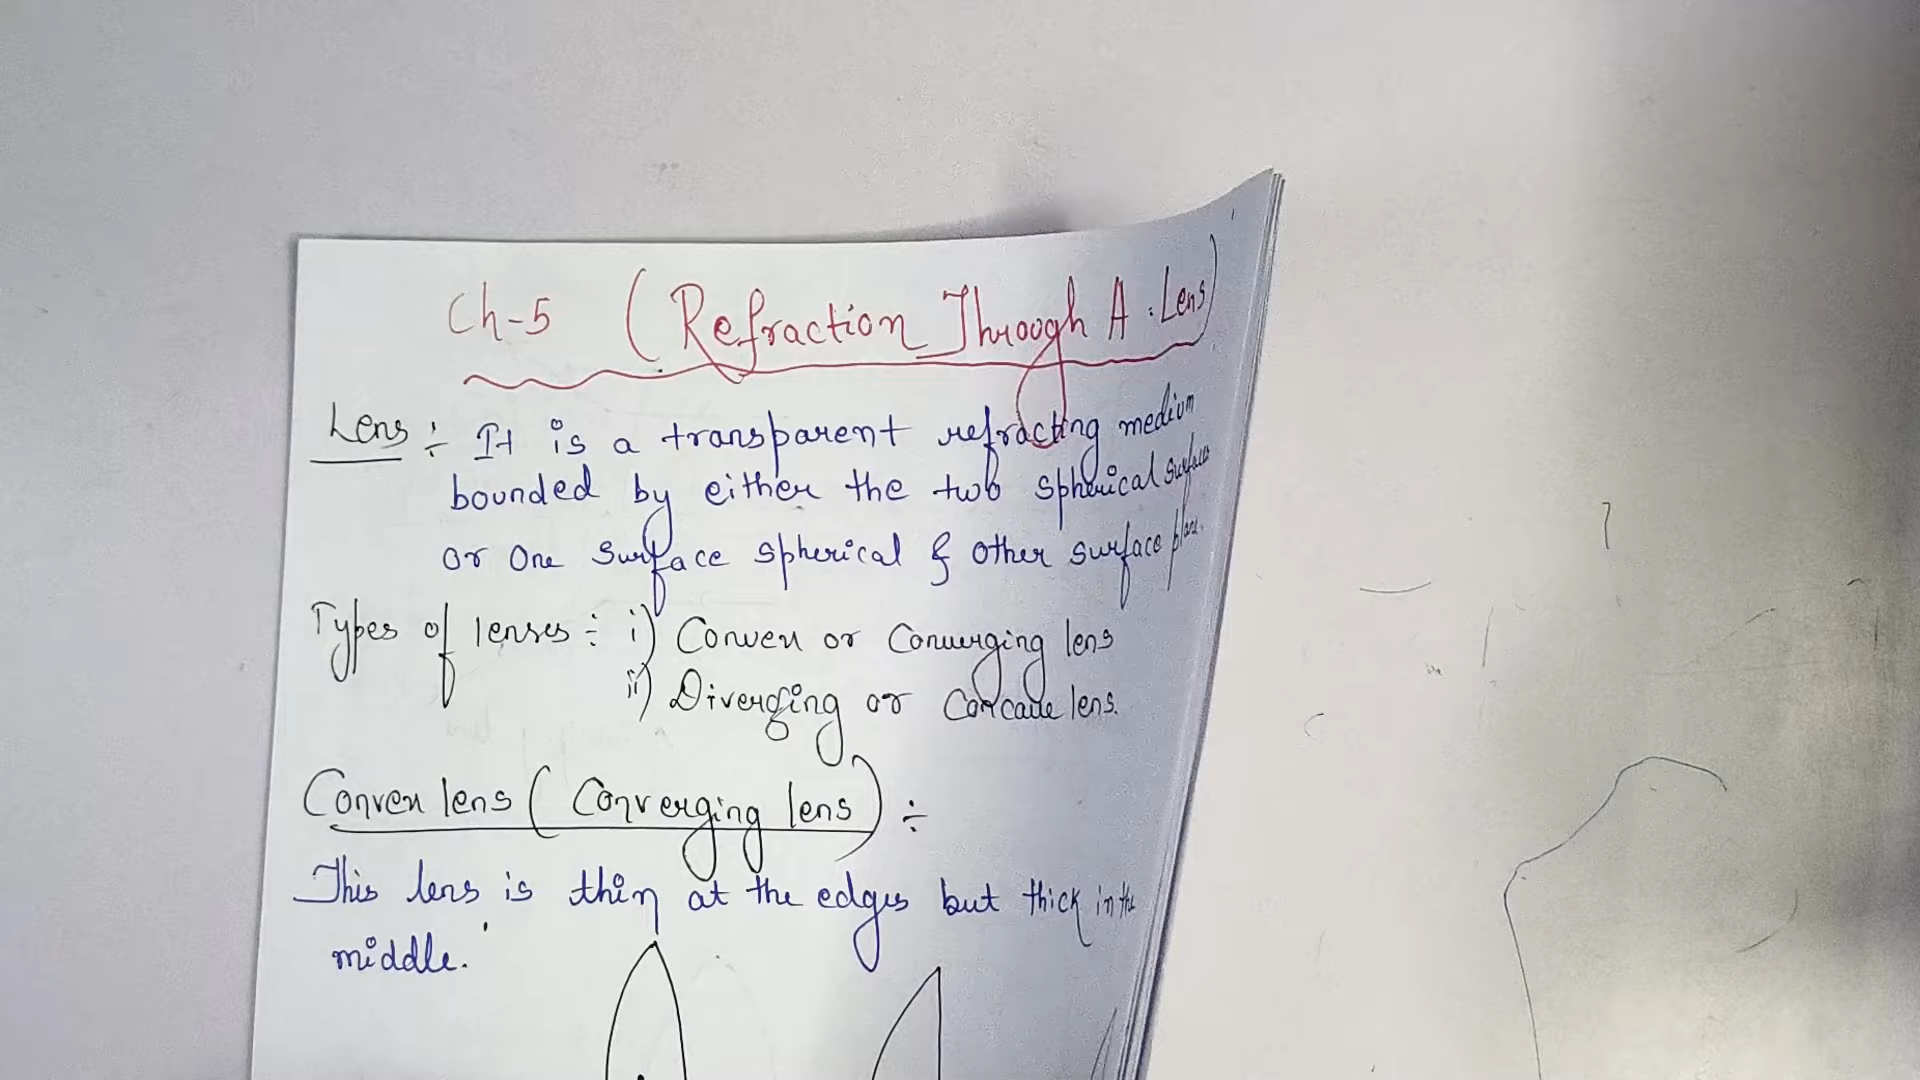 Ch-5 (Refraction Through A Lens)
Lens ÷ It is a transparent refracting medium
bounded by either the two spherical surfaces
or one surface spherical & other surface plane.
Types of lenses ÷ i) Convex or Converging lens
ii) Diverging or Concave lens.
Convex lens (Converging lens) ÷
This lens is thin at the edges but thick in the
middle.